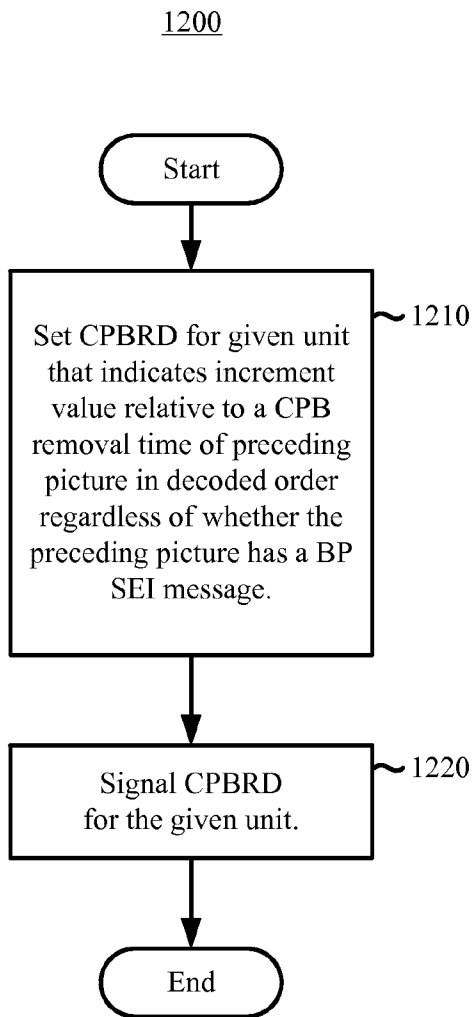 1200
Start
Set CPBRD for given unit
that indicates increment
value relative to a CPB
removal time of preceding
picture in decoded order
regardless of whether the
preceding picture has a BP
SEI message.
1210
Signal CPBRD
for the given unit.
1220
End